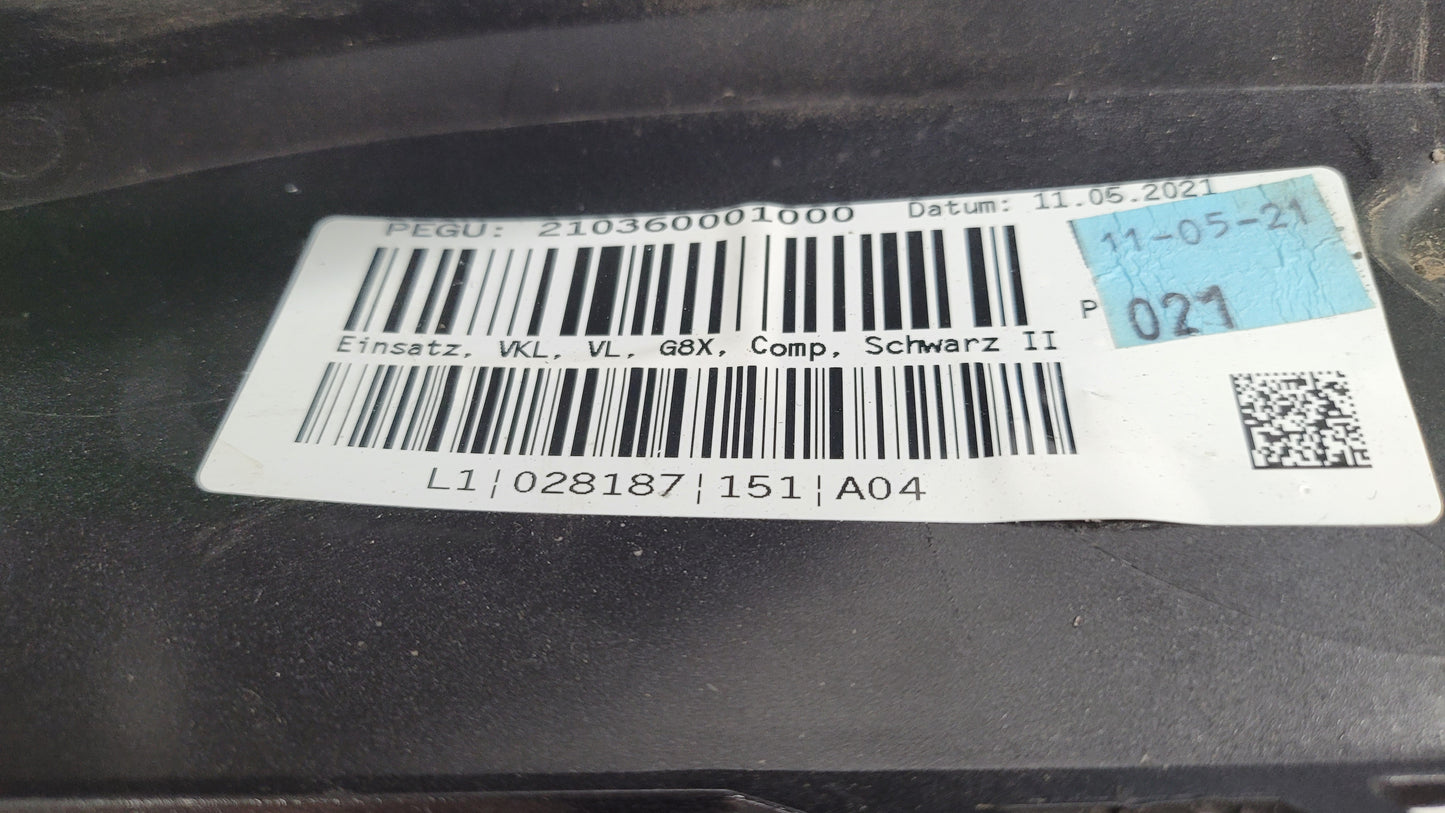 PEGU: 210360001000 Datum: 11.05.2021
11-05-21
P 021
Einsatz, VKL, VL, G8X, Comp, Schwarz II
L1¦028187¦151¦A04